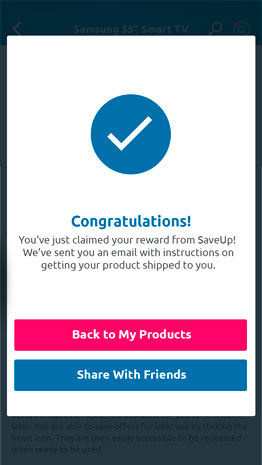 Samsung 55" Smart TV
Congratulations!
You've just claimed your reward from SaveUp!
We've sent you an email with instructions on
getting your product shipped to you.
Back to My Products
Share With Friends
later. You are able to save offers for later use by clicking the
heart icon. They are then easily accessible to be redeemed
when ready to be used.